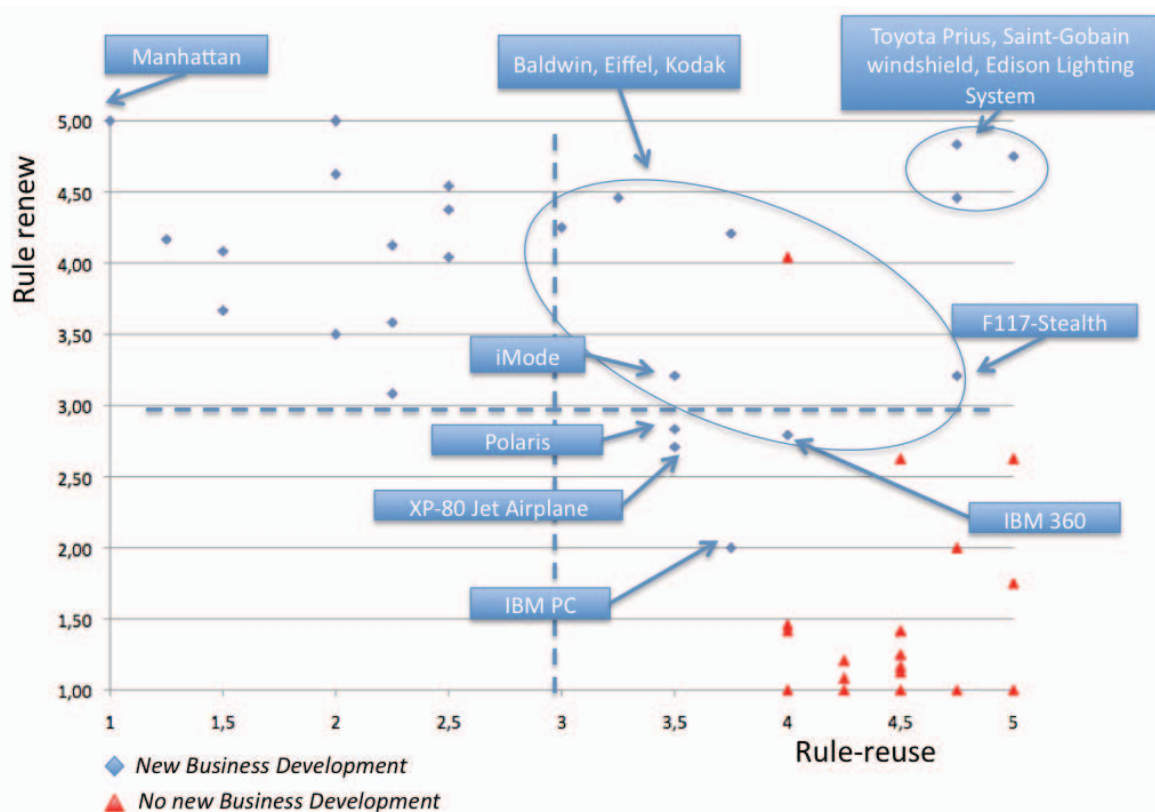 Manhattan
Baldwin, Eiffel, Kodak
Toyota Prius, Saint-Gobain
windshield, Edison Lighting
System
Rule renew
5,00
4,50
4,00
3,50
3,00
2,50
2,00
1,50
1,00
iMode
F117-Stealth
Polaris
XP-80 Jet Airplane
IBM 360
IBM PC
1 1,5 2 2,5 3 3,5 4 4,5 5
Rule-reuse
New Business Development
No new Business Development